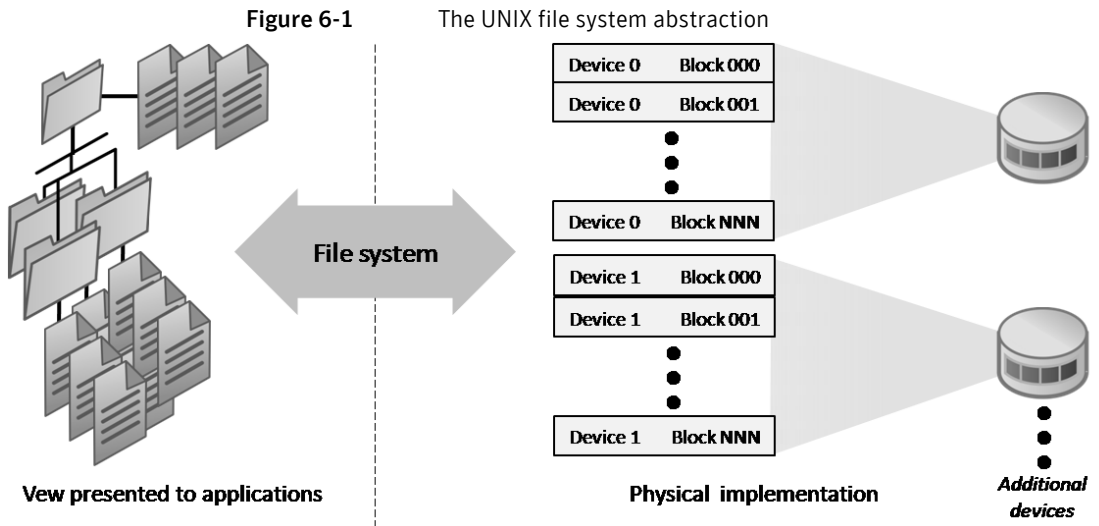 Figure 6-1 The UNIX file system abstraction
Device 0 Block 000
Device 0 Block 001
Device 0 Block NNN
File system
Device 1 Block 000
Device 1 Block 001
Device 1 Block NNN
Vew presented to applications
Physical implementation
Additional
devices